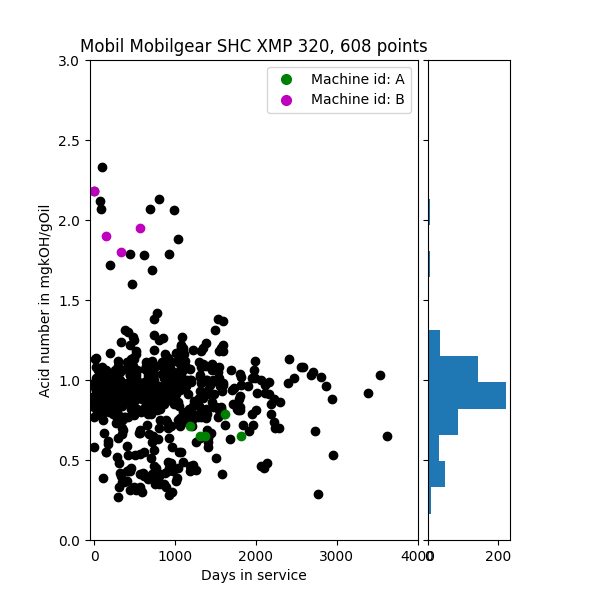 Mobil Mobilgear SHC XMP 320, 608 points
Machine id: A
Machine id: B
Acid number in mgkOH/gOil
3.0
2.5
2.0
1.5
1.0
0.5
0.0
0 1000 2000 3000 4000
0 200
Days in service